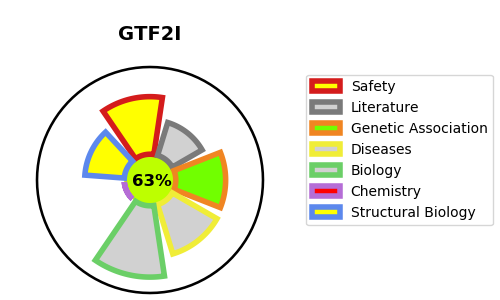 GTF2I
63%
Safety
Literature
Genetic Association
Diseases
Biology
Chemistry
Structural Biology